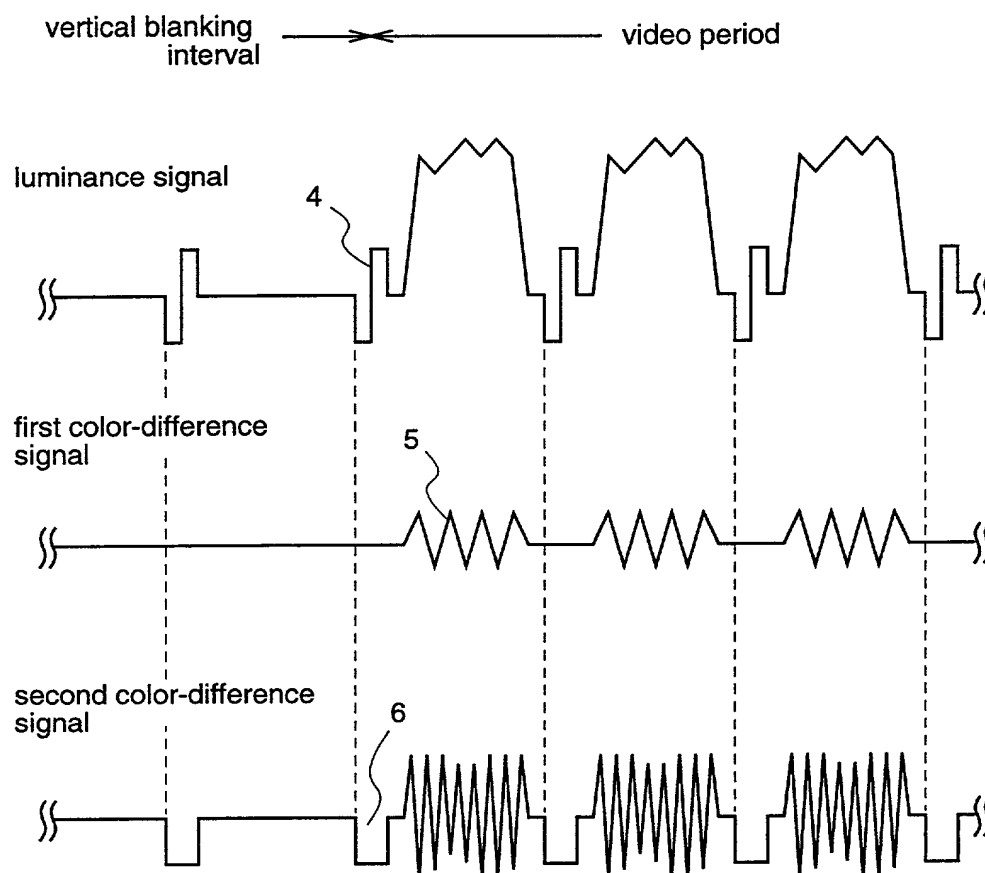 vertical blanking
interval
video period
luminance signal
4
first color-difference
signal
5
second color-difference
signal
6